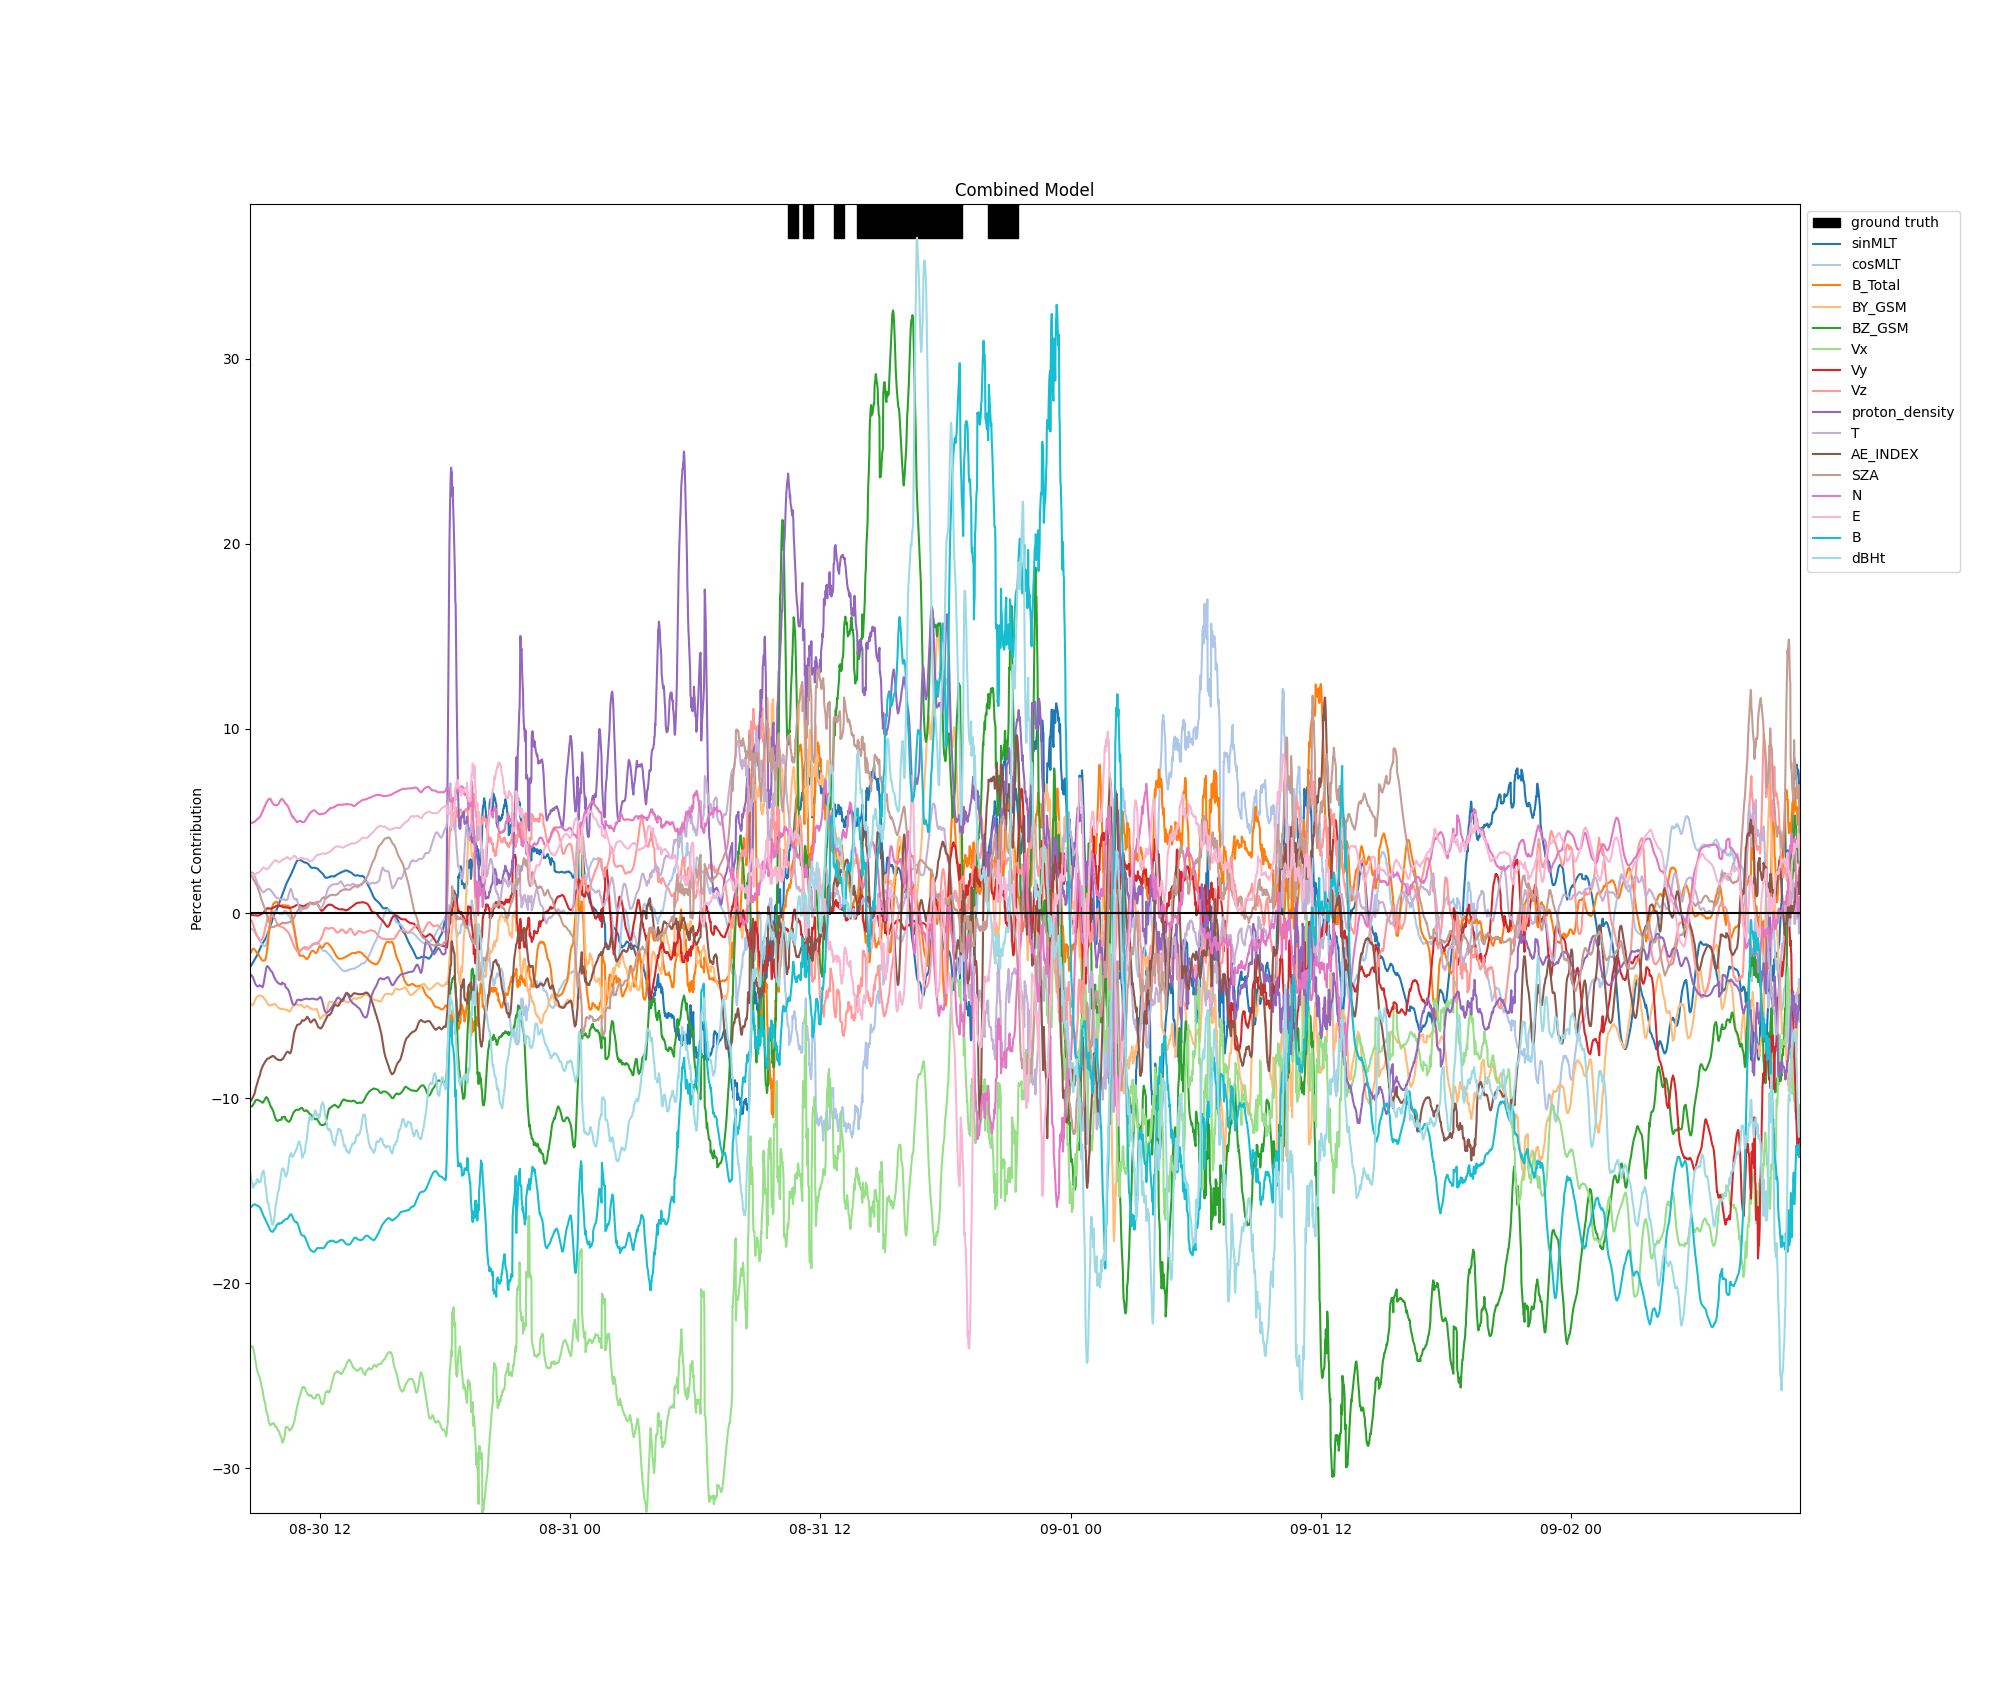 Combined Model
Percent Contribution
30
20
10
0
−10
−20
−30
08-30 12
08-31 00
08-31 12
09-01 00
09-01 12
09-02 00
ground truth
sinMLT
cosMLT
B_Total
BY_GSM
BZ_GSM
Vx
Vy
Vz
proton_density
T
AE_INDEX
SZA
N
E
B
dBHt